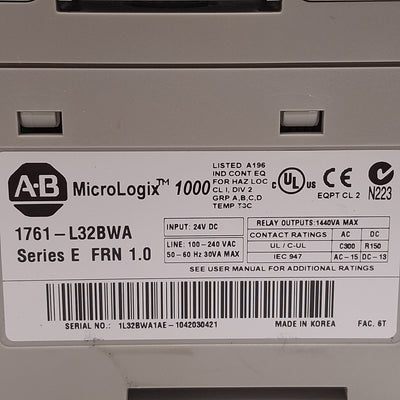 A-B MicroLogix™ 1000
LISTED A196
IND CONT EQ
FOR HAZ LOC
CL I, DIV 2
GRP A,B,C,D
TEMP T3C
c UL US CE
EQPT CL 2
N223
1761-L32BWA
Series E FRN 1.0
INPUT: 24V DC
LINE: 100-240 VAC
50-60 Hz 30VA MAX
RELAY OUTPUTS: 1440VA MAX
CONTACT RATINGS AC DC
UL / C-UL C300 R150
IEC 947 AC-15 DC-13
SEE USER MANUAL FOR ADDITIONAL RATINGS
SERIAL NO.: 1L32BWA1AE-1042030421
MADE IN KOREA FAC. 6T